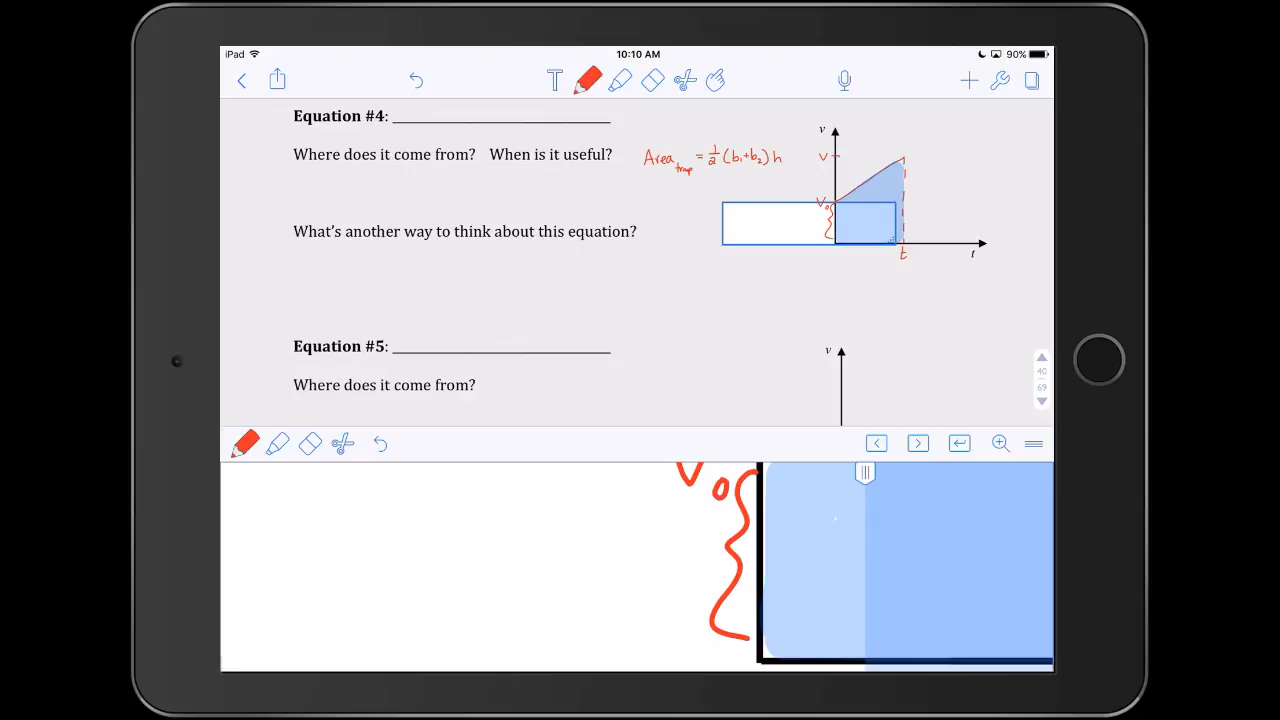 iPad 10:10 AM 90%
T
Equation #4: ______________________________
Where does it come from? When is it useful?
Area trap = 1/2 (b₁+b₂) h
v
v
v₀
t
t
What's another way to think about this equation?
Equation #5: ______________________________
v
Where does it come from?
40
69
v₀